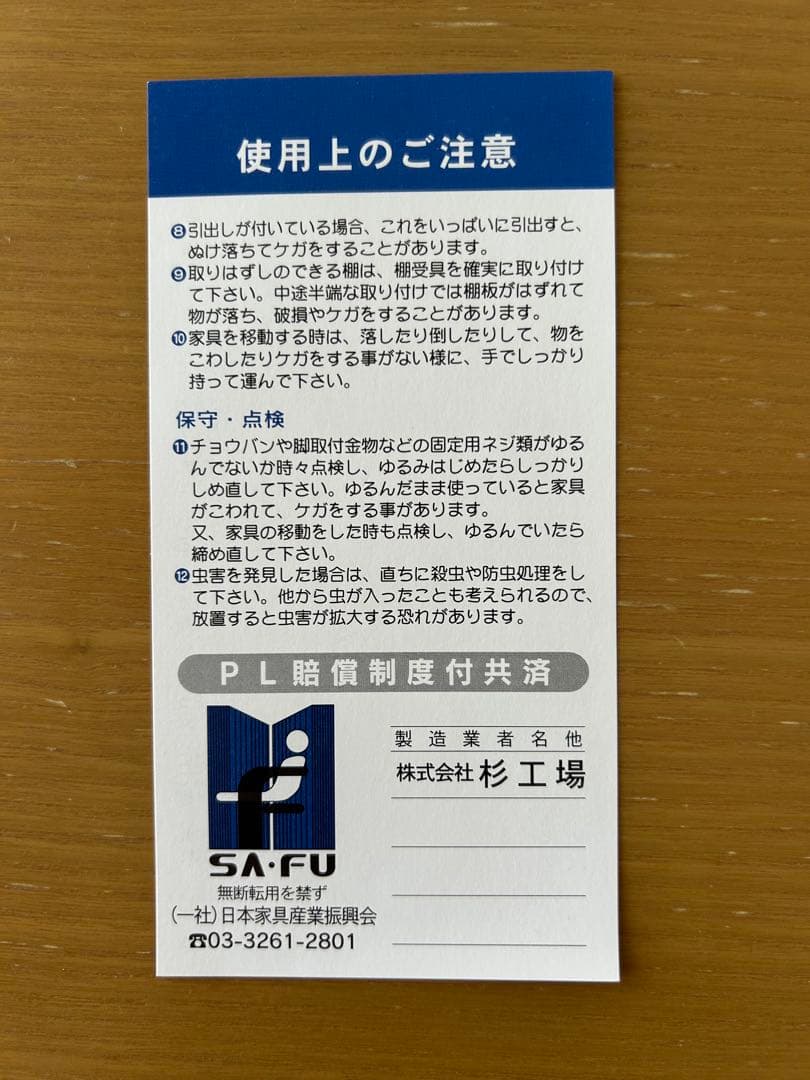 使用上のご注意
⑧引出しが付いている場合、これをいっぱいに引出すと、
ぬけ落ちてケガをすることがあります。
⑨取りはずしのできる棚は、棚受具を確実に取り付け
て下さい。中途半端な取り付けでは棚板がはずれて
物が落ち、破損やケガをすることがあります。
⑩家具を移動する時は、落したり倒したりして、物を
こわしたりケガをする事がない様に、手でしっかり
持って運んで下さい。
保守・点検
⑪チョウバンや脚取付金物などの固定用ネジ類がゆる
んでないか時々点検し、ゆるみはじめたらしっかり
しめ直して下さい。ゆるんだまま使っていると家具
がこわれて、ケガをする事があります。
又、家具の移動をした時も点検し、ゆるんでいたら
締め直して下さい。
⑫虫害を発見した場合は、直ちに殺虫や防虫処理をし
て下さい。他から虫が入ったことも考えられるので、
放置すると虫害が拡大する恐れがあります。
PL賠償制度付共済
f
SA・FU
無断転用を禁ず
(一社)日本家具産業振興会
☎03-3261-2801
製造業者名他
株式会社 杉工場